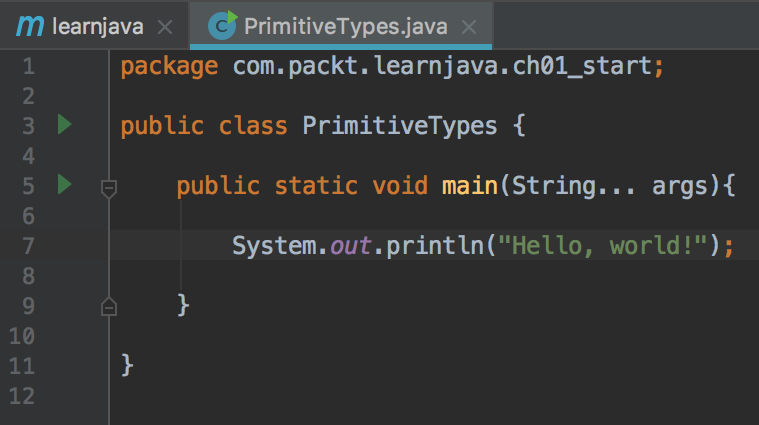 m learnjava × C PrimitiveTypes.java ×
1 package com.packt.learnjava.ch01_start;
2
3 public class PrimitiveTypes {
4
5 public static void main(String... args){
6
7 System.out.println("Hello, world!");
8
9 }
10
11 }
12